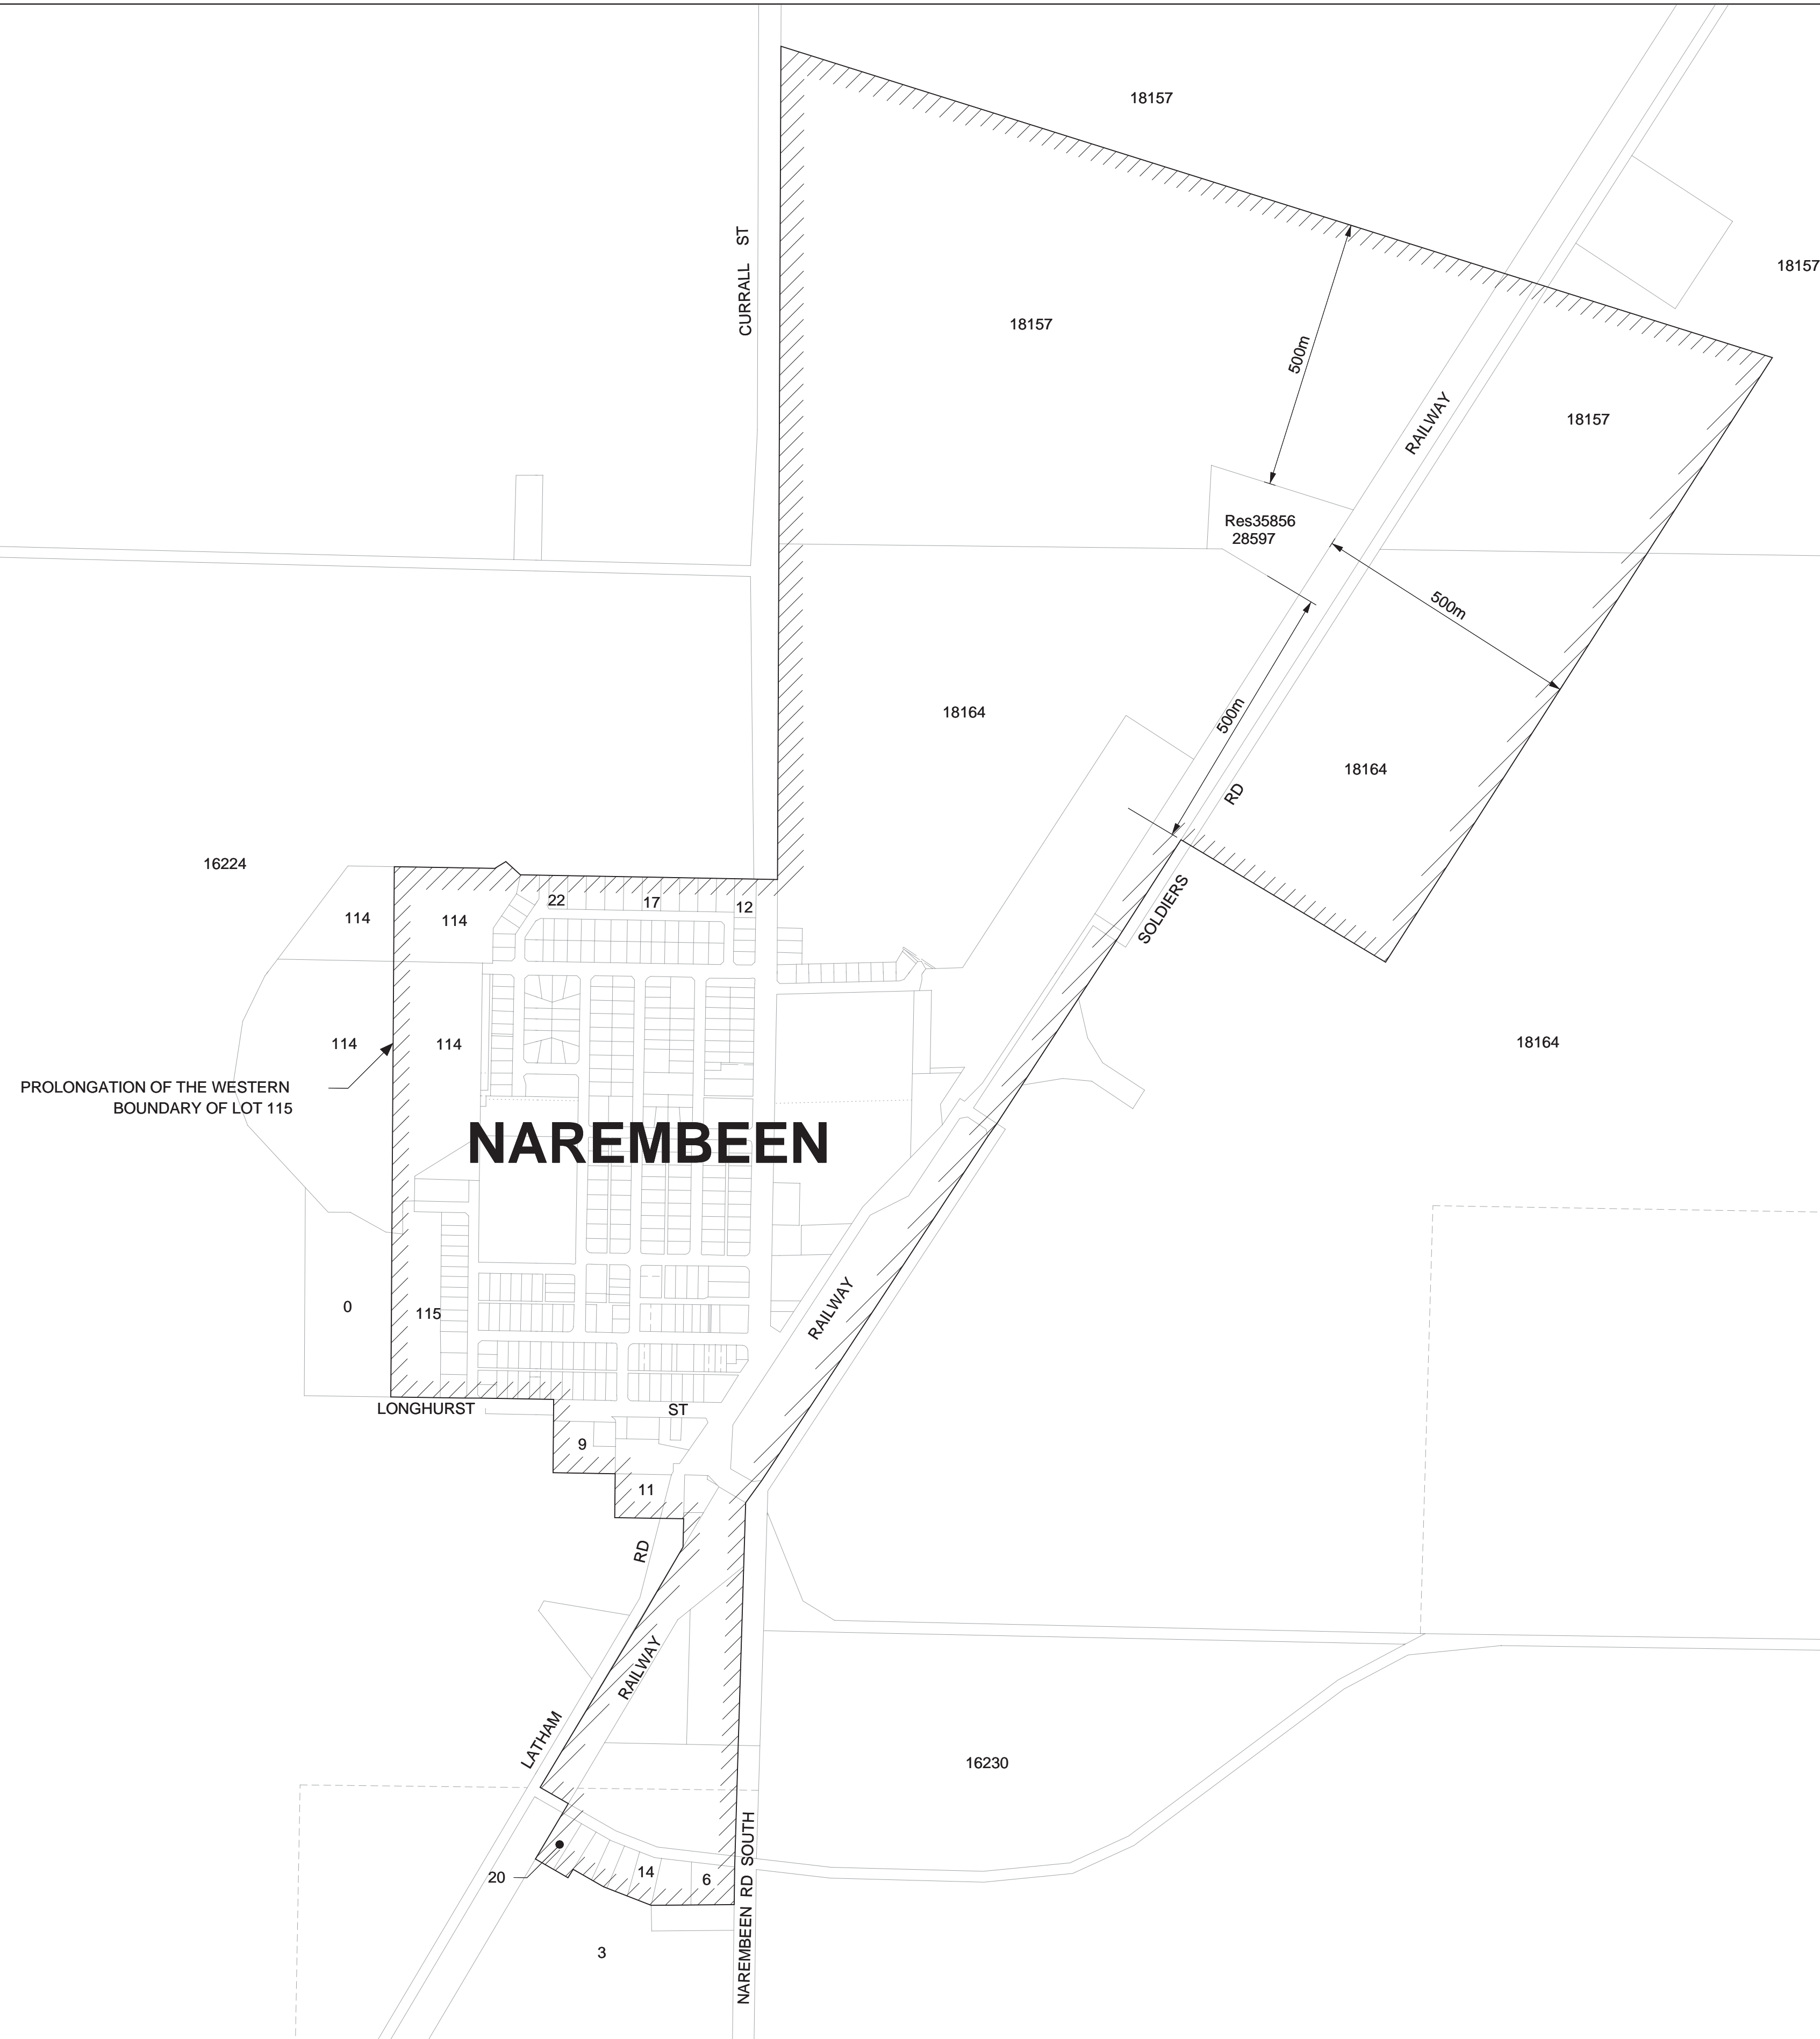 18157
CURRALL ST
18157
18157
500m
RAILWAY
18157
Res35856
28597
500m
500m
18164
18164
RD
16224
SOLDIERS
22
17
12
114
114
114
114
18164
PROLONGATION OF THE WESTERN
BOUNDARY OF LOT 115
NAREMBEEN
0
115
RAILWAY
LONGHURST
ST
9
11
RD
RAILWAY
LATHAM
16230
20
14
6
NAREMBEEN RD SOUTH
3